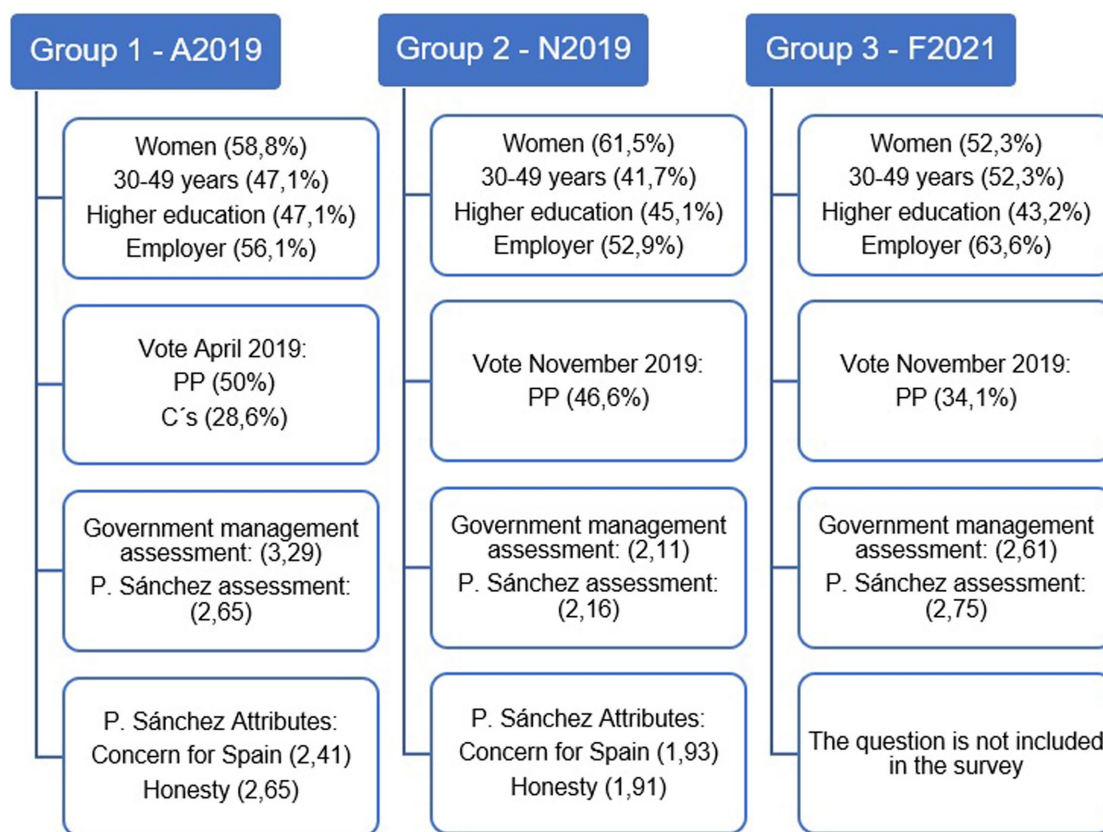 Group 1 - A2019
Women (58,8%)
30-49 years (47,1%)
Higher education (47,1%)
Employer (56,1%)
Vote April 2019:
PP (50%)
C´s (28,6%)
Government management
assessment: (3,29)
P. Sánchez assessment:
(2,65)
P. Sánchez Attributes:
Concern for Spain (2,41)
Honesty (2,65)
Group 2 - N2019
Women (61,5%)
30-49 years (41,7%)
Higher education (45,1%)
Employer (52,9%)
Vote November 2019:
PP (46,6%)
Government management
assessment: (2,11)
P. Sánchez assessment:
(2,16)
P. Sánchez Attributes:
Concern for Spain (1,93)
Honesty (1,91)
Group 3 - F2021
Women (52,3%)
30-49 years (52,3%)
Higher education (43,2%)
Employer (63,6%)
Vote November 2019:
PP (34,1%)
Government management
assessment: (2,61)
P. Sánchez assessment:
(2,75)
The question is not included
in the survey